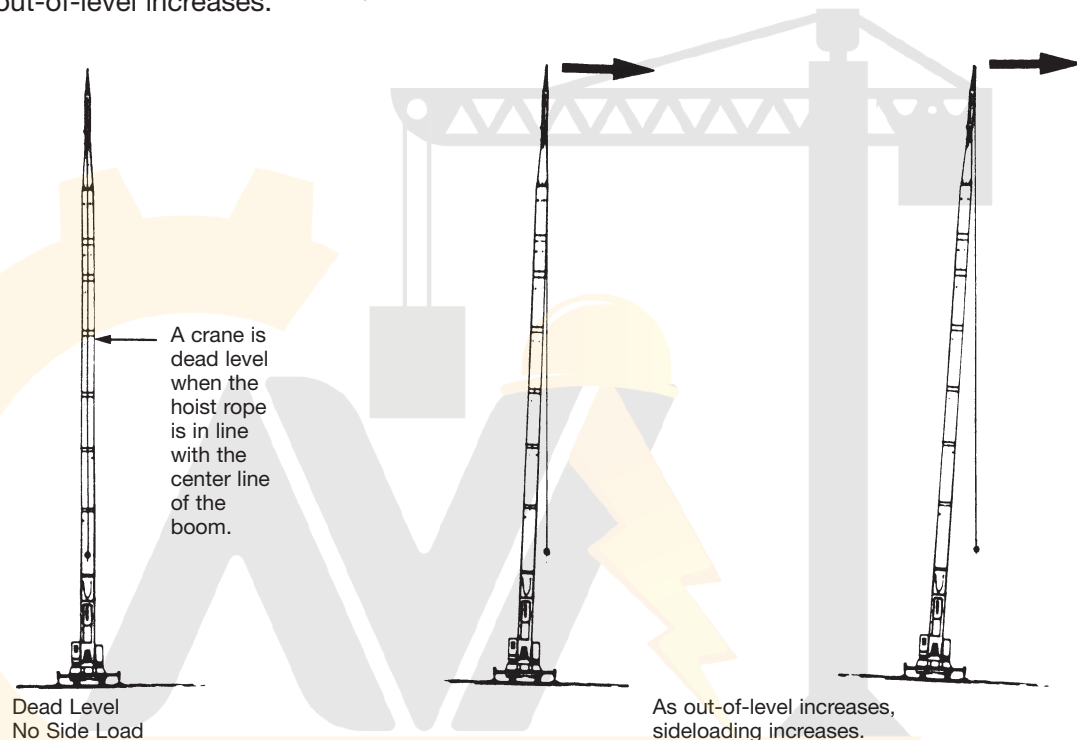 out-of-level increases.
A crane is
dead level
when the
hoist rope
is in line
with the
center line
of the
boom.
Dead Level
No Side Load
As out-of-level increases,
sideloading increases.